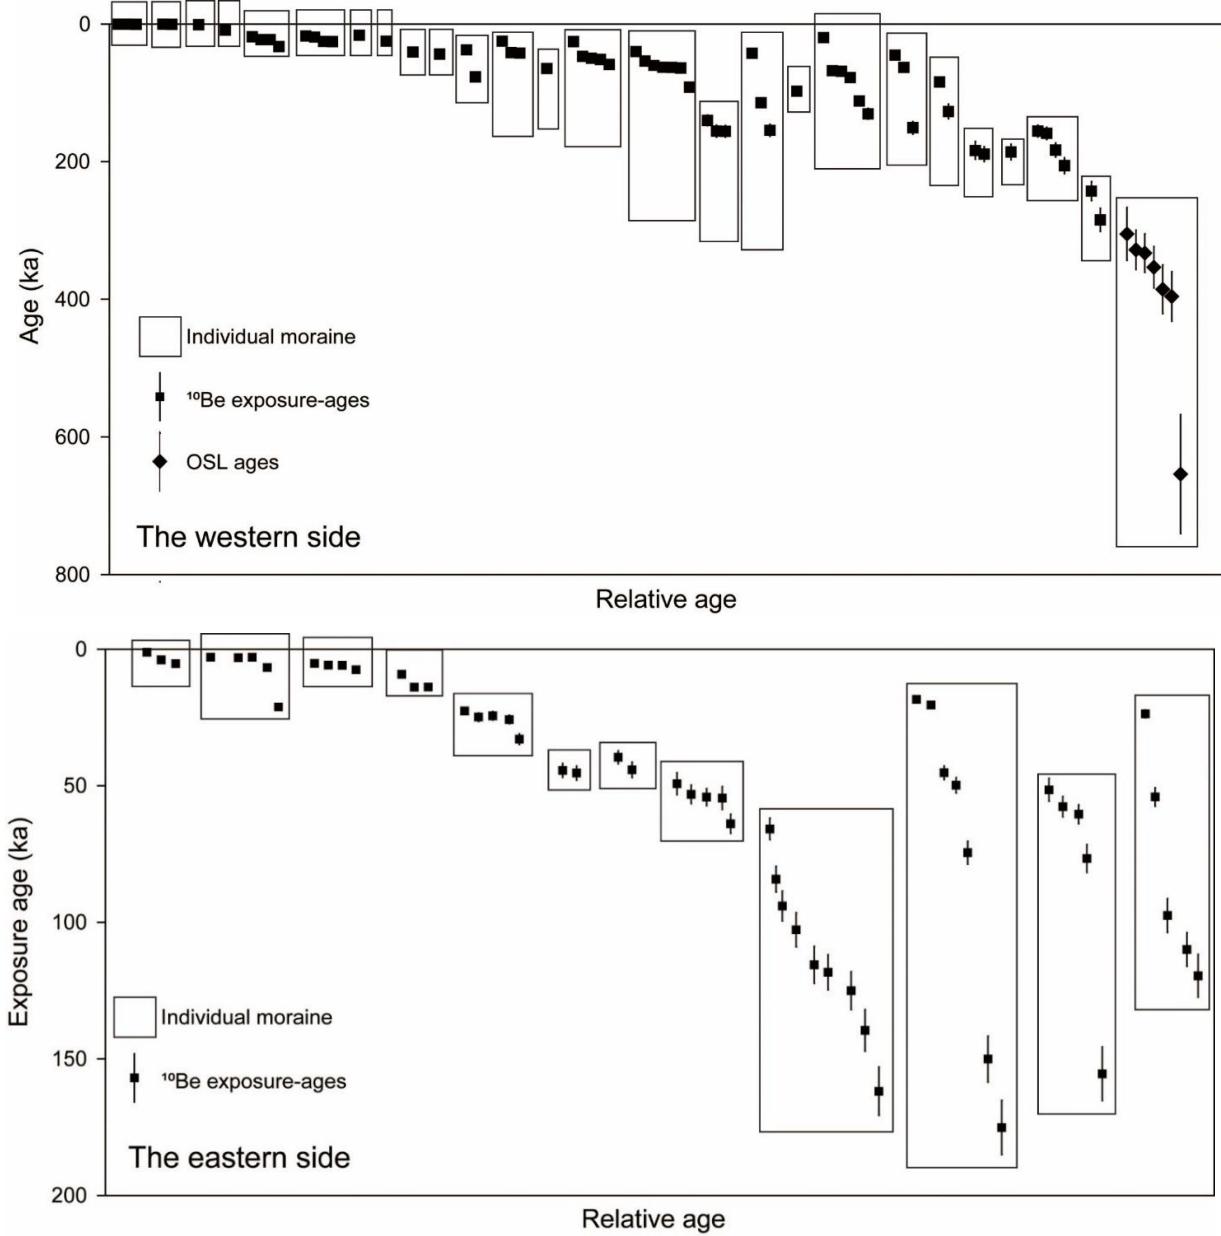 0
200
400
600
800
Age (ka)
Individual moraine
¹⁰Be exposure-ages
OSL ages
The western side
Relative age
0
50
100
150
200
Exposure age (ka)
Individual moraine
¹⁰Be exposure-ages
The eastern side
Relative age